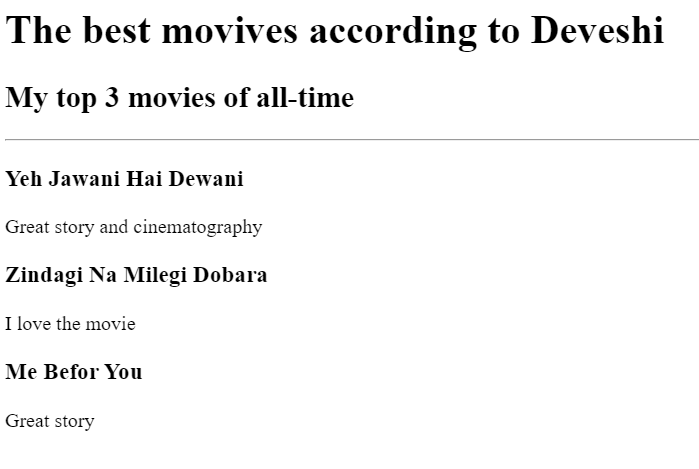 The best movives according to Deveshi
My top 3 movies of all-time
Yeh Jawani Hai Dewani
Great story and cinematography
Zindagi Na Milegi Dobara
I love the movie
Me Befor You
Great story